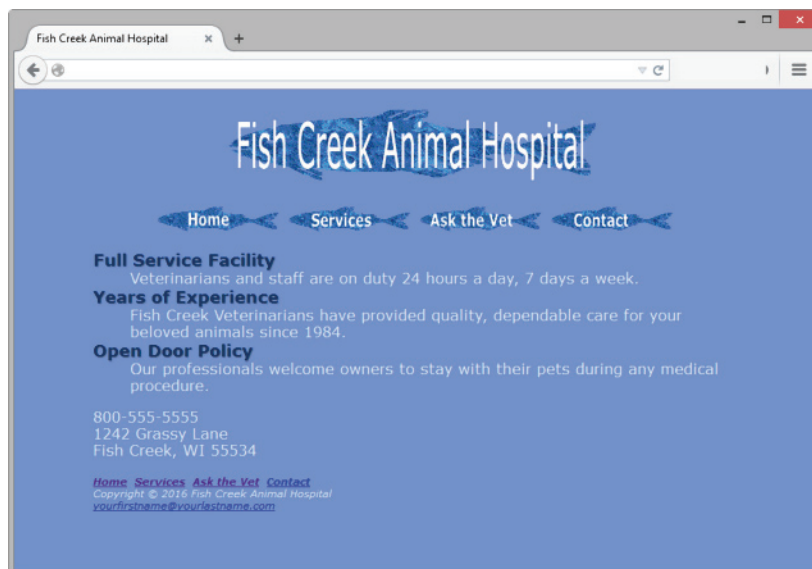 Fish Creek Animal Hospital
Fish Creek Animal Hospital
Home Services Ask the Vet Contact
Full Service Facility
Veterinarians and staff are on duty 24 hours a day, 7 days a week.
Years of Experience
Fish Creek Veterinarians have provided quality, dependable care for your
beloved animals since 1984.
Open Door Policy
Our professionals welcome owners to stay with their pets during any medical
procedure.
800-555-5555
1242 Grassy Lane
Fish Creek, WI 55534
Home Services Ask the Vet Contact
Copyright © 2016 Fish Creek Animal Hospital
yourfirstname@yourlastname.com